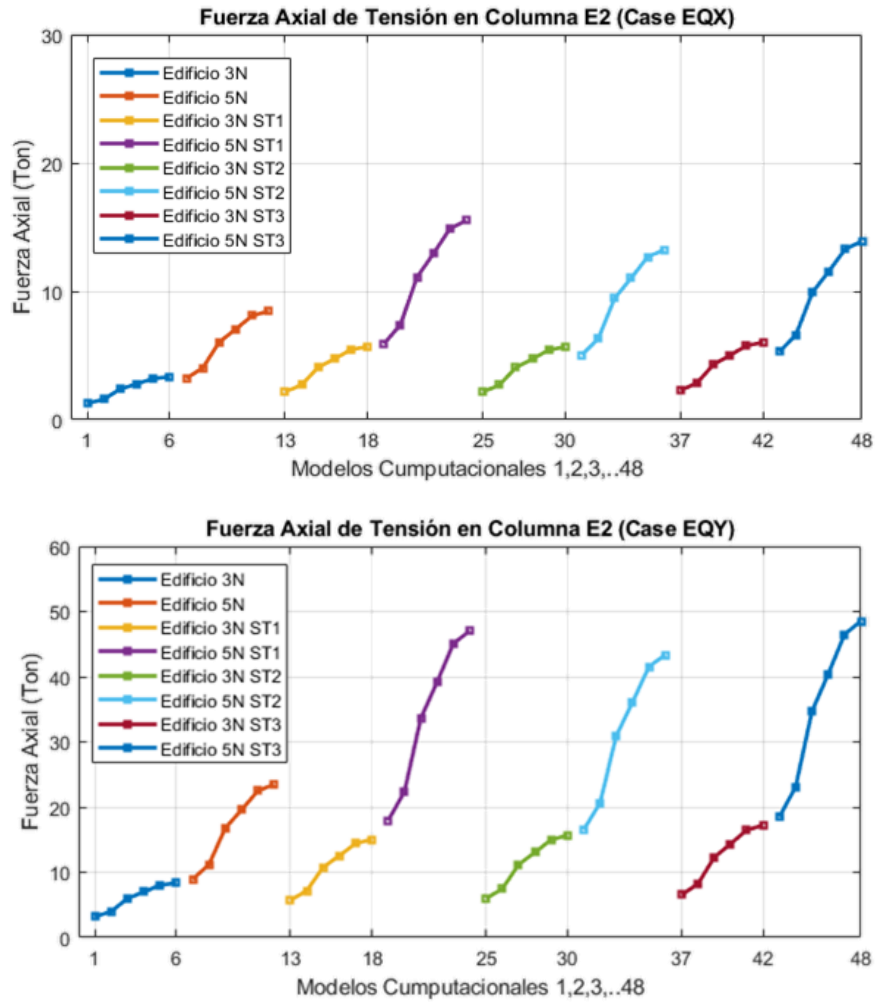 Fuerza Axial de Tensión en Columna E2 (Case EQX)
30
20
10
0
Fuerza Axial (Ton)
Edificio 3N
Edificio 5N
Edificio 3N ST1
Edificio 5N ST1
Edificio 3N ST2
Edificio 5N ST2
Edificio 3N ST3
Edificio 5N ST3
1 6 13 18 25 30 37 42 48
Modelos Cumputacionales 1,2,3,..48
Fuerza Axial de Tensión en Columna E2 (Case EQY)
60
50
40
30
20
10
0
Fuerza Axial (Ton)
Edificio 3N
Edificio 5N
Edificio 3N ST1
Edificio 5N ST1
Edificio 3N ST2
Edificio 5N ST2
Edificio 3N ST3
Edificio 5N ST3
1 6 13 18 25 30 37 42 48
Modelos Cumputacionales 1,2,3,..48